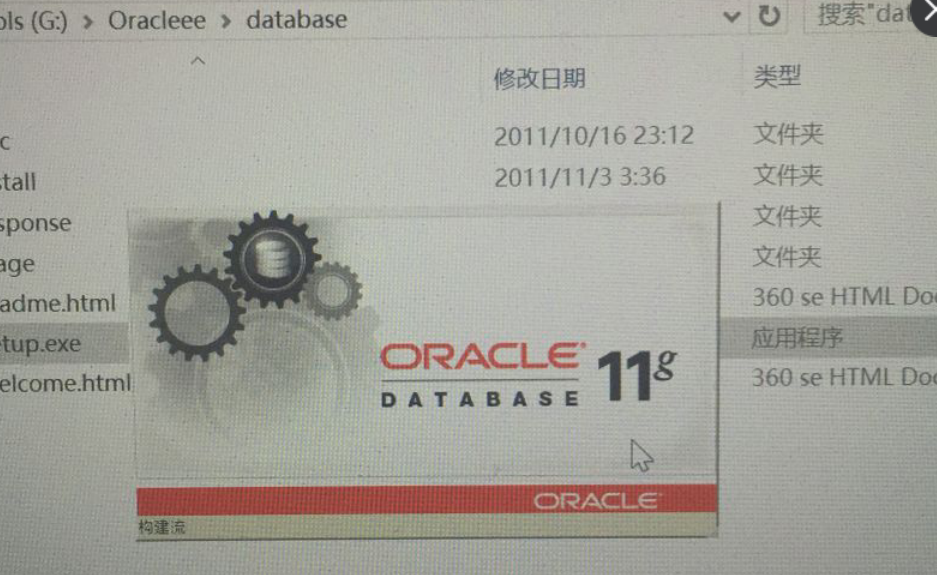 ols (G:) > Oracleee > database
搜索"dat
修改日期 类型
c 2011/10/16 23:12 文件夹
stall 2011/11/3 3:36 文件夹
sponse 文件夹
age 文件夹
adme.html 360 se HTML Doc
etup.exe 应用程序
elcome.html 360 se HTML Doc
ORACLE
DATABASE
11g
ORACLE
构建流